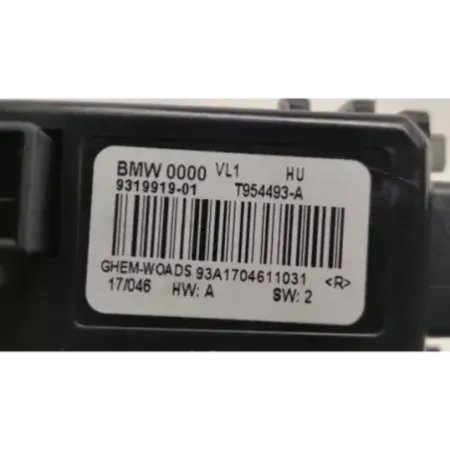 BMW 0000 VL1 HU
9319919-01 T954493-A
GHEM-WOADS 93A1704611031 <R>
17/046 HW: A SW: 2